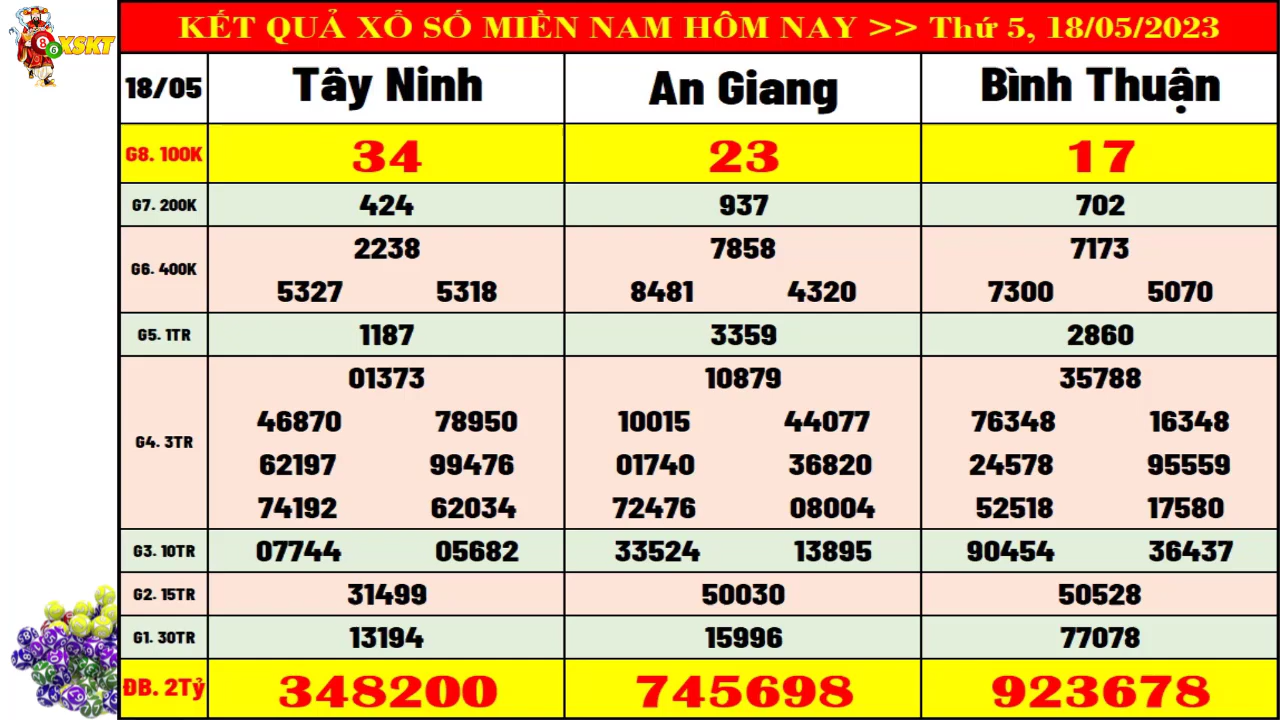 XSKT
KẾT QUẢ XỔ SỐ MIỀN NAM HÔM NAY >> Thứ 5, 18/05/2023
18/05 Tây Ninh An Giang Bình Thuận
G8. 100K 34 23 17
G7. 200K 424 937 702
G6. 400K
2238 7858 7173
5327 5318 8481 4320 7300 5070
G5. 1TR 1187 3359 2860
01373 10879 35788
46870 78950 10015 44077 76348 16348
G4. 3TR
62197 99476 01740 36820 24578 95559
74192 62034 72476 08004 52518 17580
G3. 10TR 07744 05682 33524 13895 90454 36437
G2. 15TR 31499 50030 50528
G1. 30TR 13194 15996 77078
ĐB. 2Tỷ 348200 745698 923678